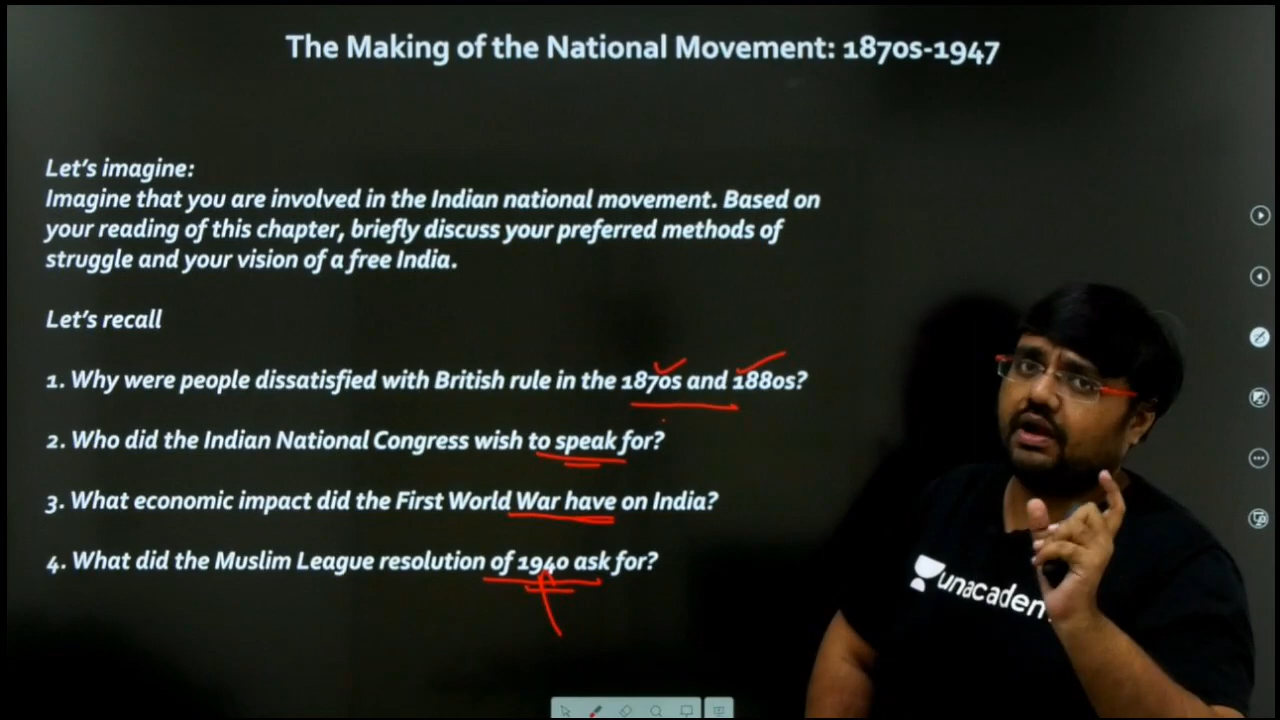 The Making of the National Movement: 1870s-1947
Let's imagine:
Imagine that you are involved in the Indian national movement. Based on
your reading of this chapter, briefly discuss your preferred methods of
struggle and your vision of a free India.
Let's recall
1. Why were people dissatisfied with British rule in the 1870s and 1880s?
2. Who did the Indian National Congress wish to speak for?
3. What economic impact did the First World War have on India?
4. What did the Muslim League resolution of 1940 ask for?
unacadem